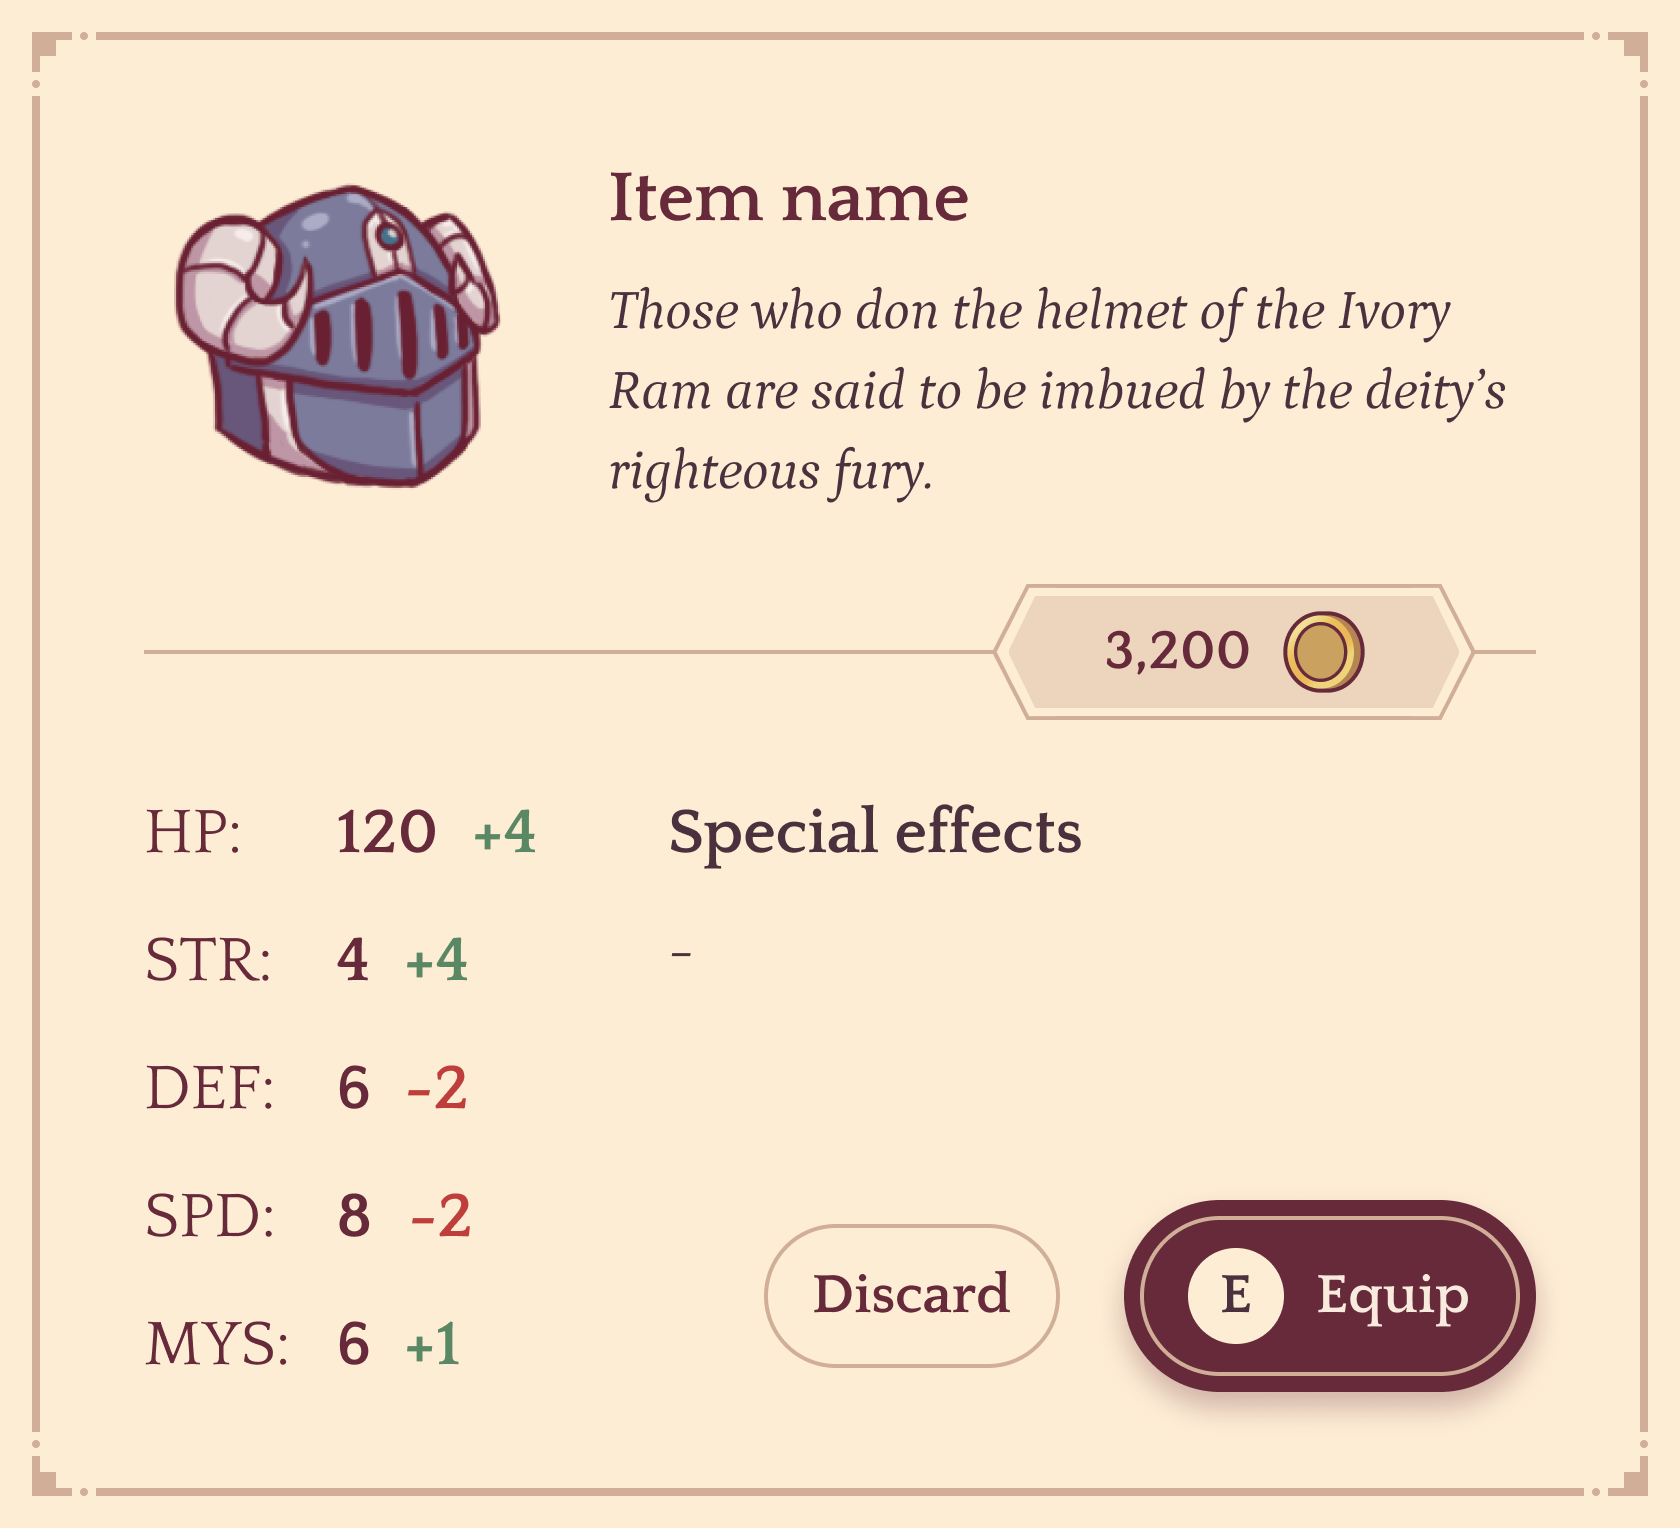 Item name
Those who don the helmet of the Ivory
Ram are said to be imbued by the deity’s
righteous fury.
3,200
HP: 120 +4
STR: 4 +4
DEF: 6 –2
SPD: 8 –2
MYS: 6 +1
Special effects
–
Discard
E Equip